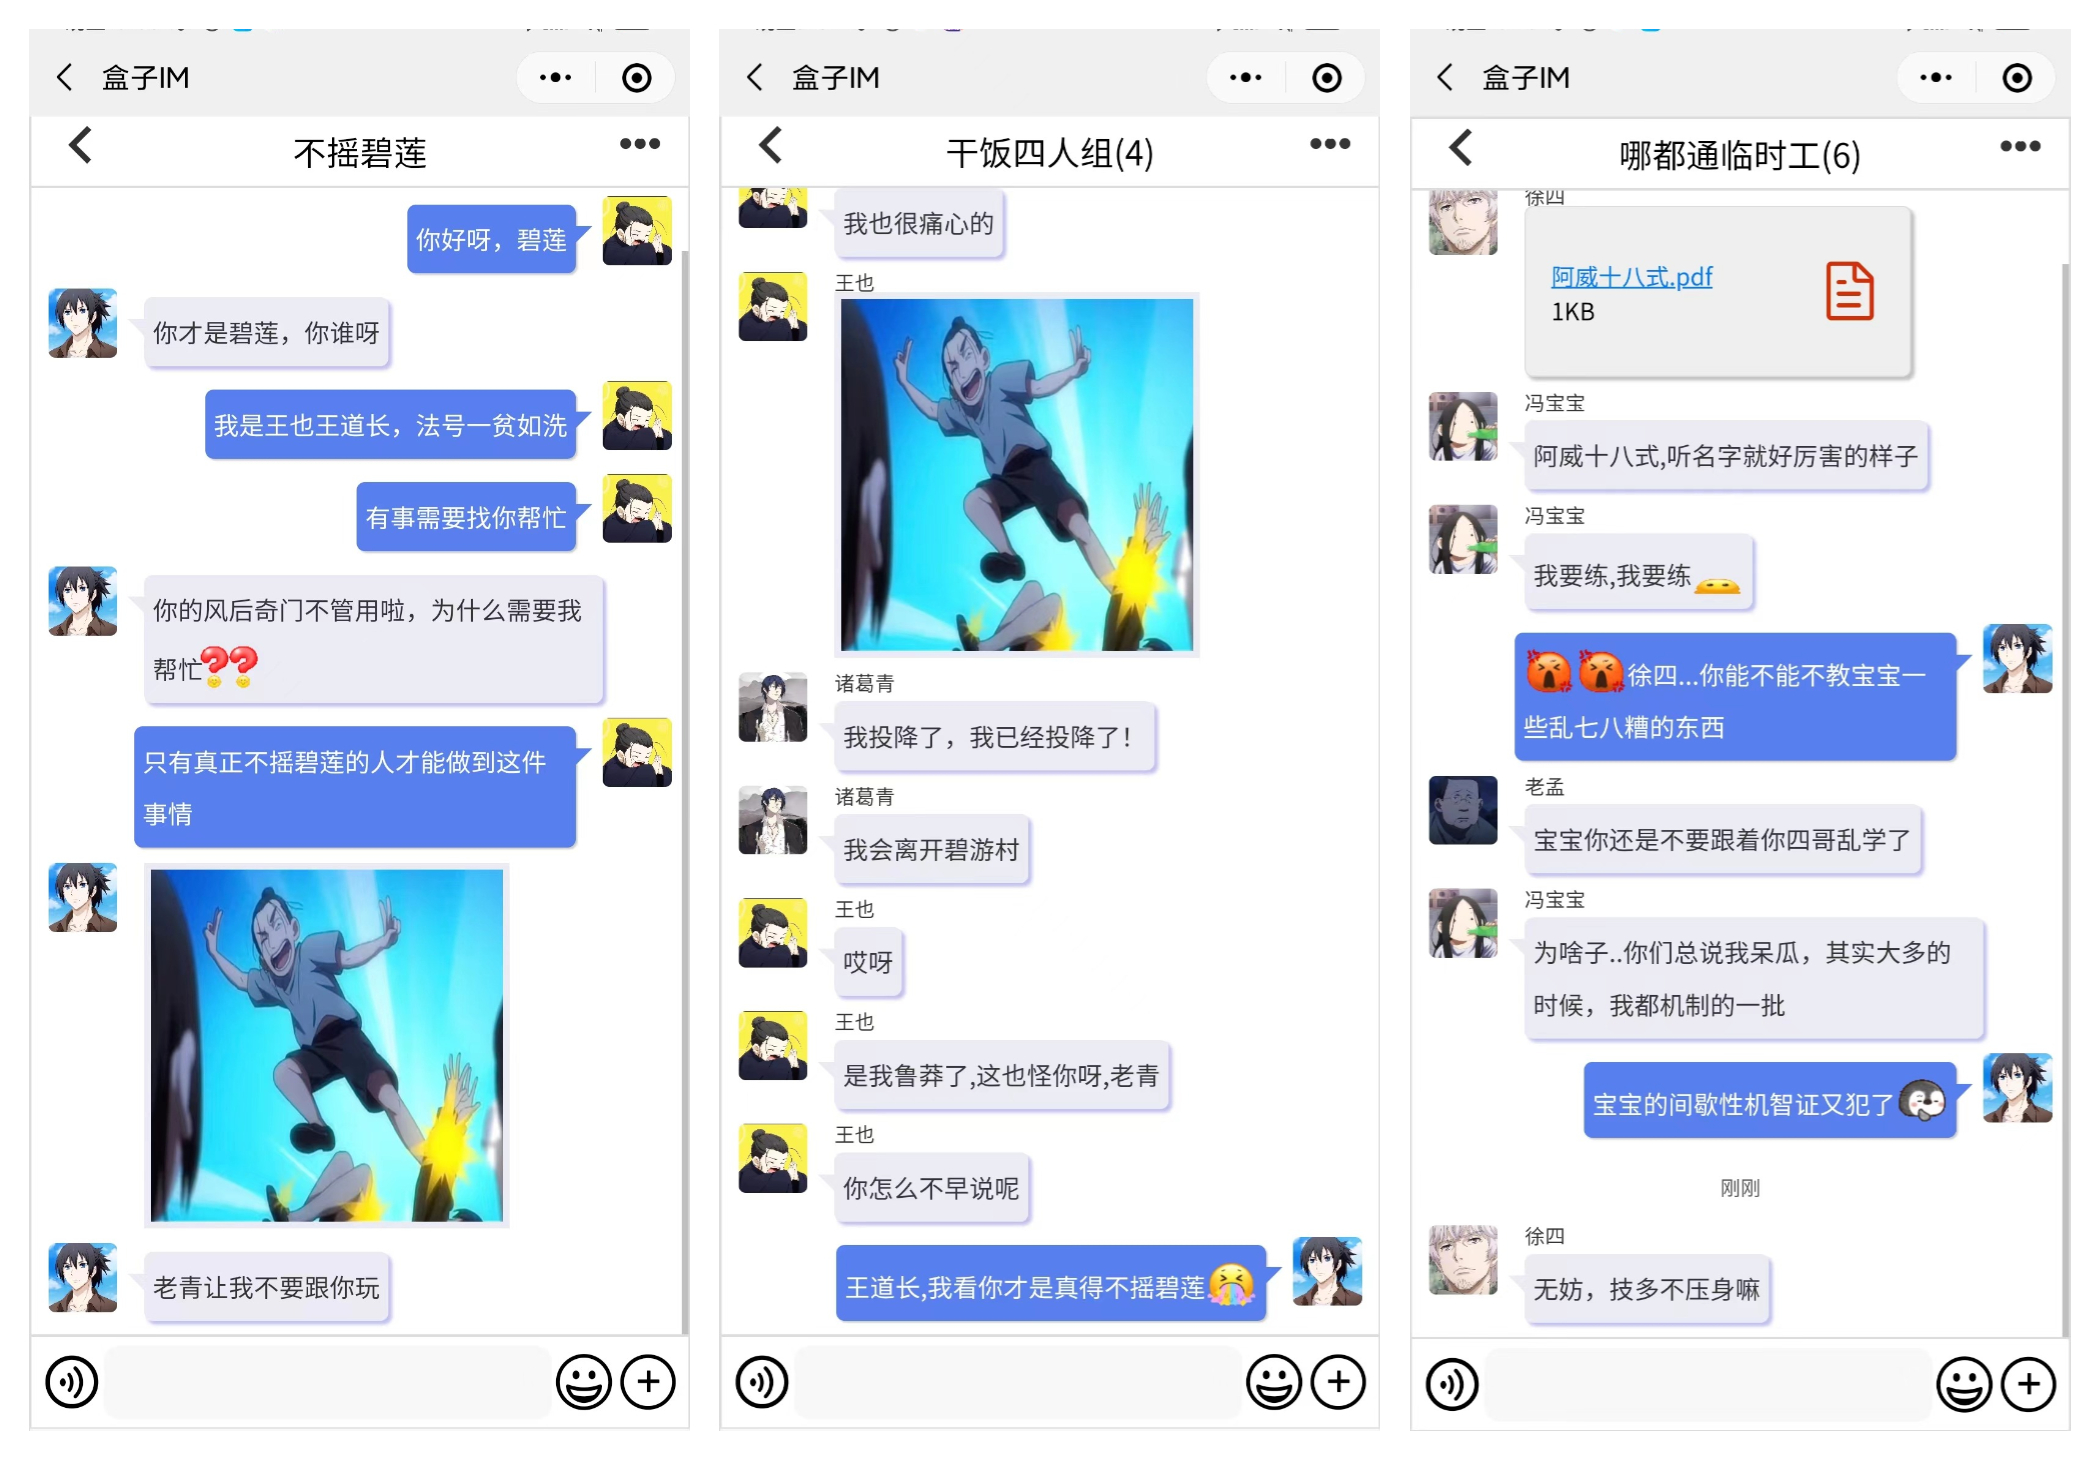 盒子IM
不摇碧莲
你好呀，碧莲
你才是碧莲，你谁呀
我是王也王道长，法号一贫如洗
有事需要找你帮忙
你的风后奇门不管用啦，为什么需要我
帮忙❓❓
只有真正不摇碧莲的人才能做到这件
事情
老青让我不要跟你玩
盒子IM
干饭四人组(4)
我也很痛心的
王也
诸葛青
我投降了，我已经投降了！
诸葛青
我会离开碧游村
王也
哎呀
王也
是我鲁莽了,这也怪你呀,老青
王也
你怎么不早说呢
王道长,我看你才是真得不摇碧莲
盒子IM
哪都通临时工(6)
徐四
阿威十八式.pdf
1KB
冯宝宝
阿威十八式,听名字就好厉害的样子
冯宝宝
我要练,我要练
徐四...你能不能不教宝宝一
些乱七八糟的东西
老孟
宝宝你还是不要跟着你四哥乱学了
冯宝宝
为啥子..你们总说我呆瓜，其实大多的
时候，我都机制的一批
宝宝的间歇性机智证又犯了
刚刚
徐四
无妨，技多不压身嘛